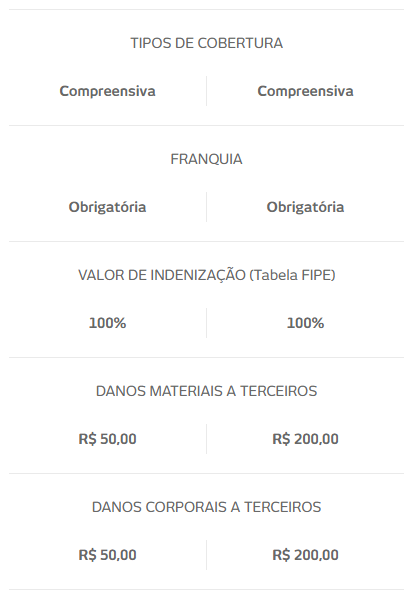 TIPOS DE COBERTURA
Compreensiva Compreensiva
FRANQUIA
Obrigatória Obrigatória
VALOR DE INDENIZAÇÃO (Tabela FIPE)
100% 100%
DANOS MATERIAIS A TERCEIROS
R$ 50,00 R$ 200,00
DANOS CORPORAIS A TERCEIROS
R$ 50,00 R$ 200,00